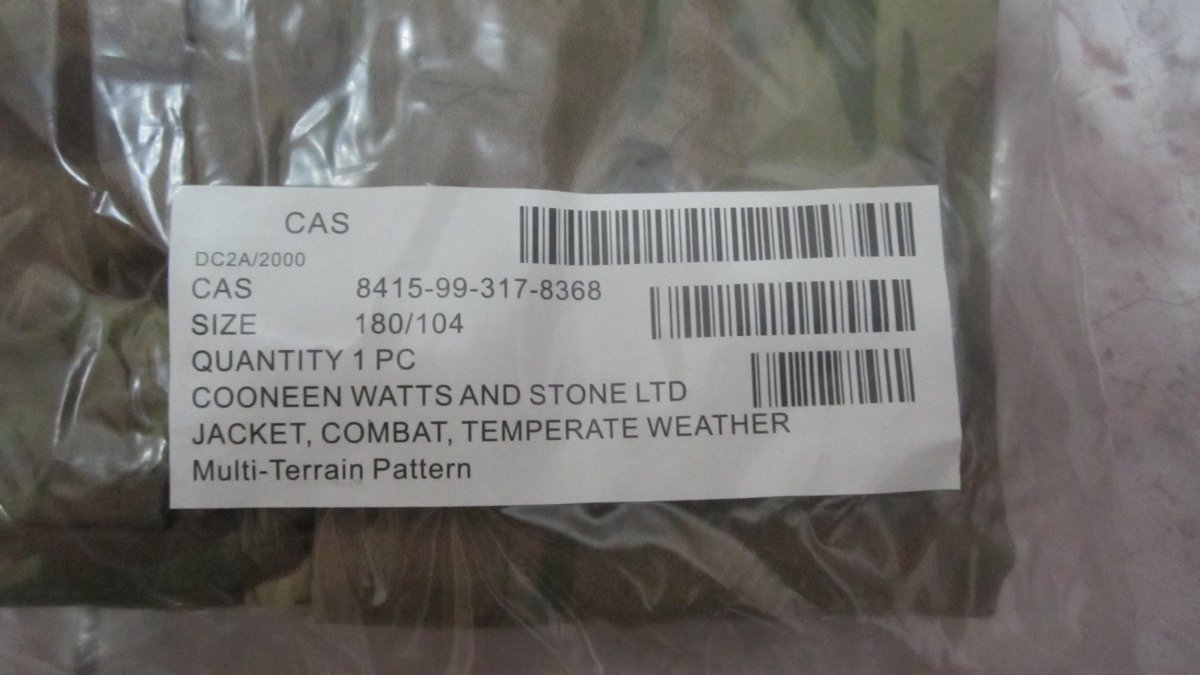 CAS
DC2A/2000
CAS 8415-99-317-8368
SIZE 180/104
QUANTITY 1 PC
COONEEN WATTS AND STONE LTD
JACKET, COMBAT, TEMPERATE WEATHER
Multi-Terrain Pattern